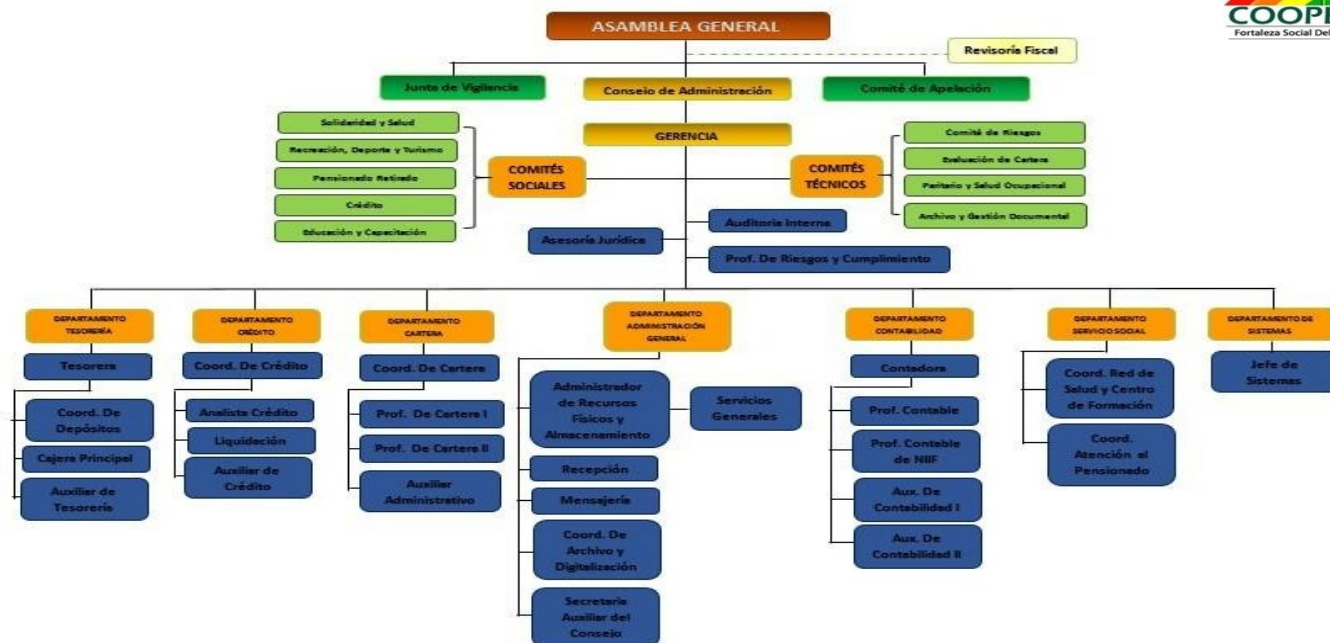 COOPE
Fortaleza Social Del
ASAMBLEA GENERAL
Revisoría Fiscal
Junta de Vigilancia
Consejo de Administración
Comité de Apelación
GERENCIA
Solidaridad y Salud
Recreación, Deporte y Turismo
Pensionado Retirado
Crédito
Educación y Capacitación
COMITÉS
SOCIALES
COMITÉS
TÉCNICOS
Comité de Riesgos
Evaluación de Cartera
Paritario y Salud Ocupacional
Archivo y Gestión Documental
Auditoria Interna
Asesoría Jurídica
Prof. De Riesgos y Cumplimiento
DEPARTAMENTO
TESORERÍA
Tesorera
Coord. De
Depósitos
Cajera Principal
Auxiliar de
Tesorería
DEPARTAMENTO
CRÉDITO
Coord. De Crédito
Analista Crédito
Liquidación
Auxiliar de
Crédito
DEPARTAMENTO
CARTERA
Coord. De Cartera
Prof. De Cartera I
Prof. De Cartera II
Auxiliar
Administrativo
DEPARTAMENTO
ADMINISTRACIÓN
GENERAL
Administrador
de Recursos
Físicos y
Almacenamiento
Servicios
Generales
Recepción
Mensajería
Coord. De
Archivo y
Digitalización
Secretaria
Auxiliar del
Consejo
DEPARTAMENTO
CONTABILIDAD
Contadora
Prof. Contable
Prof. Contable
de NIIF
Aux. De
Contabilidad I
Aux. De
Contabilidad II
DEPARTAMENTO
SERVICIO SOCIAL
Coord. Red de
Salud y Centro
de Formación
Coord.
Atención al
Pensionado
DEPARTAMENTO DE
SISTEMAS
Jefe de
Sistemas